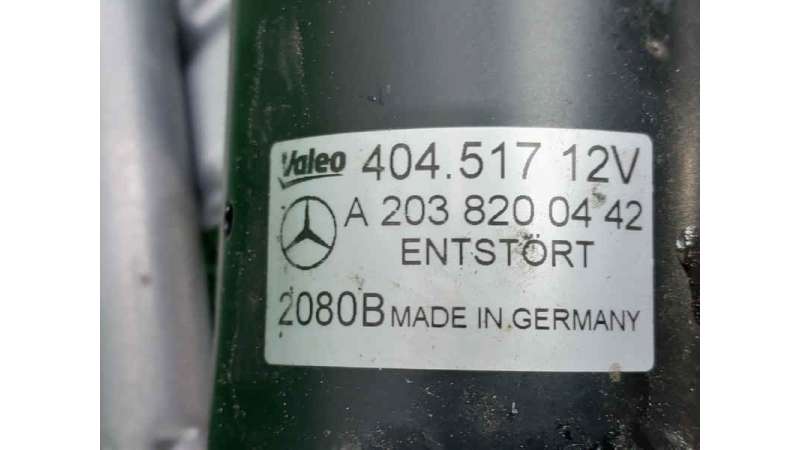 Valeo 404.517 12V
A 203 820 04 42
ENTSTÖRT
2080B MADE IN GERMANY